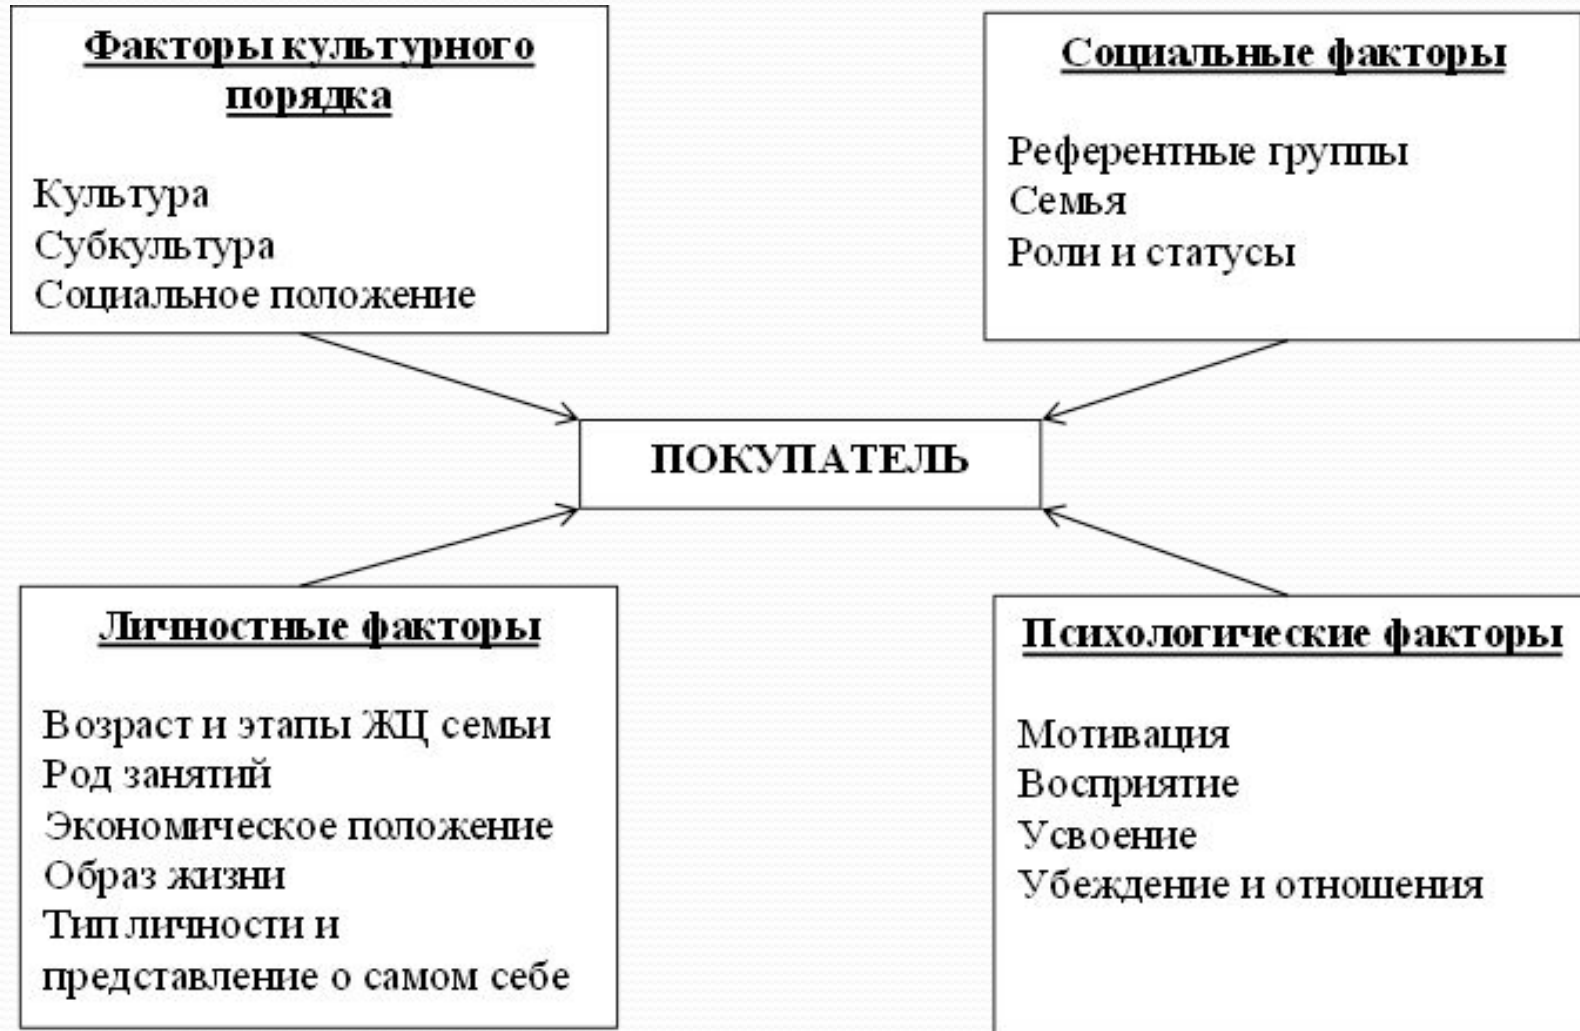 Факторы культурного
порядка
Культура
Субкультура
Социальное положение
Социальные факторы
Референтные группы
Семья
Роли и статусы
ПОКУПАТЕЛЬ
Личностные факторы
Возраст и этапы ЖЦ семьи
Род занятий
Экономическое положение
Образ жизни
Тип личности и
представление о самом себе
Психологические факторы
Мотивация
Восприятие
Усвоение
Убеждение и отношения